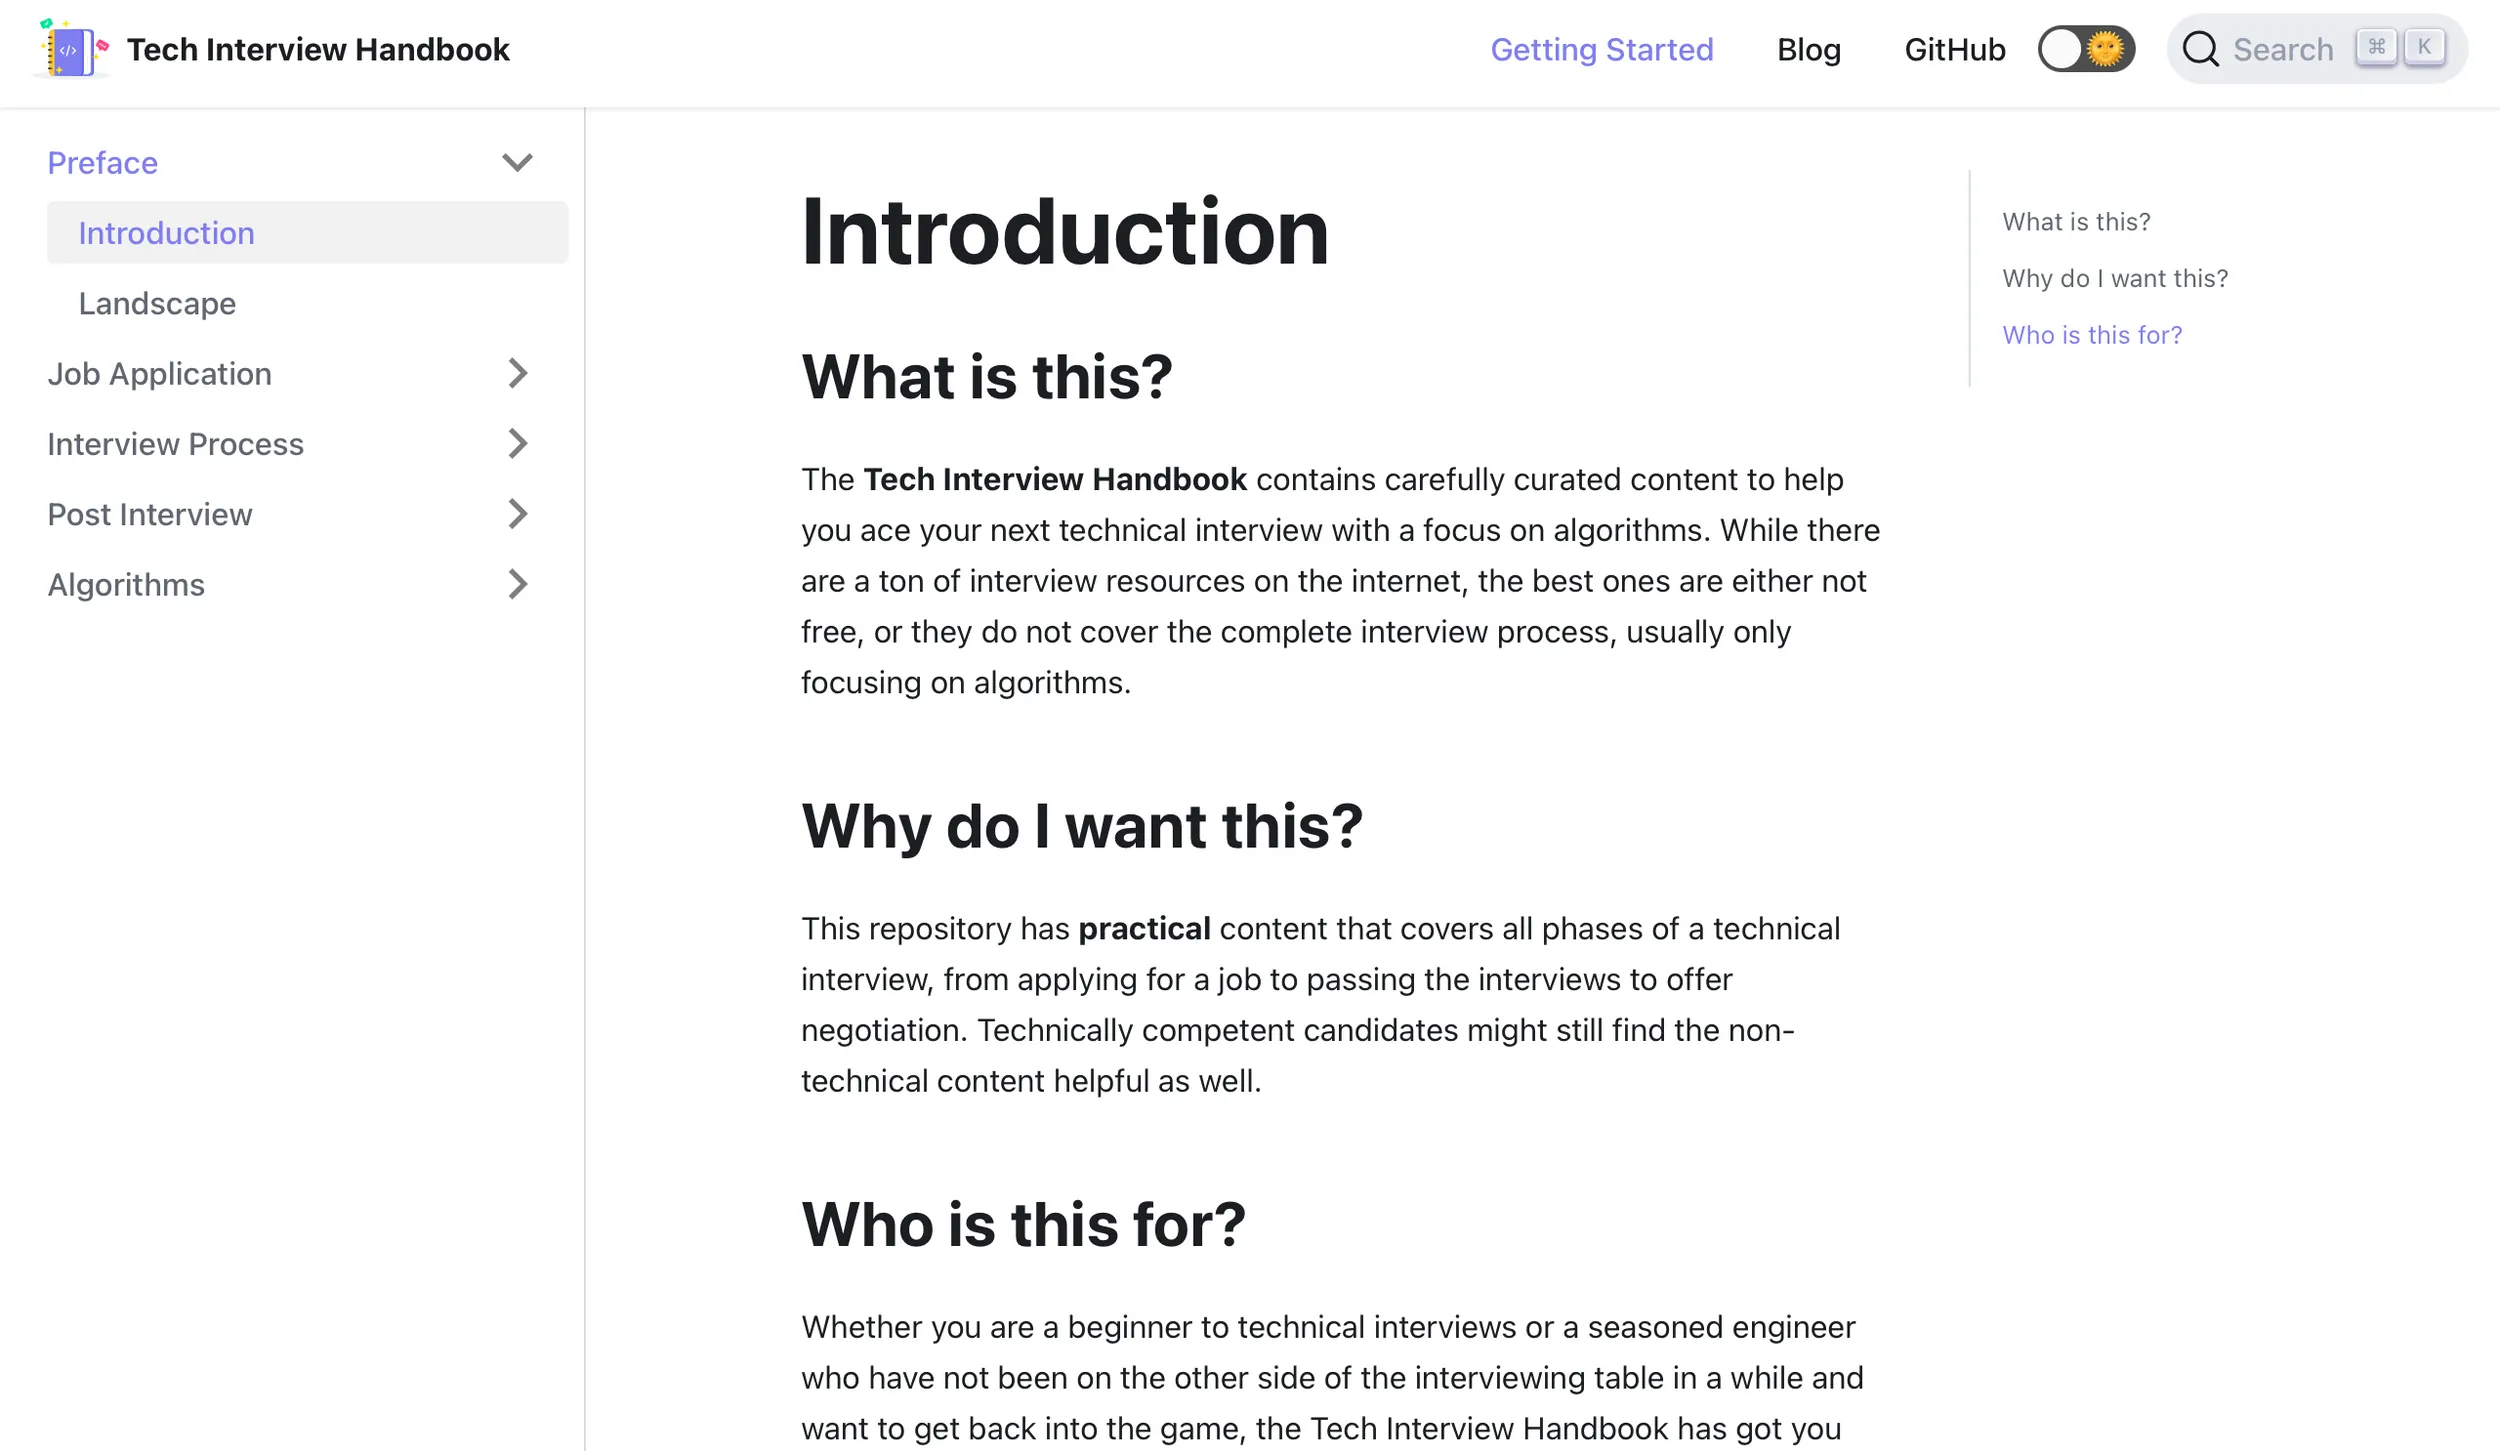 Tech Interview Handbook
Getting Started
Blog
GitHub
Search
⌘
K
Preface
Introduction
Landscape
Job Application
Interview Process
Post Interview
Algorithms
Introduction
What is this?
The Tech Interview Handbook contains carefully curated content to help
you ace your next technical interview with a focus on algorithms. While there
are a ton of interview resources on the internet, the best ones are either not
free, or they do not cover the complete interview process, usually only
focusing on algorithms.
Why do I want this?
This repository has practical content that covers all phases of a technical
interview, from applying for a job to passing the interviews to offer
negotiation. Technically competent candidates might still find the non-
technical content helpful as well.
Who is this for?
Whether you are a beginner to technical interviews or a seasoned engineer
who have not been on the other side of the interviewing table in a while and
want to get back into the game, the Tech Interview Handbook has got you
What is this?
Why do I want this?
Who is this for?